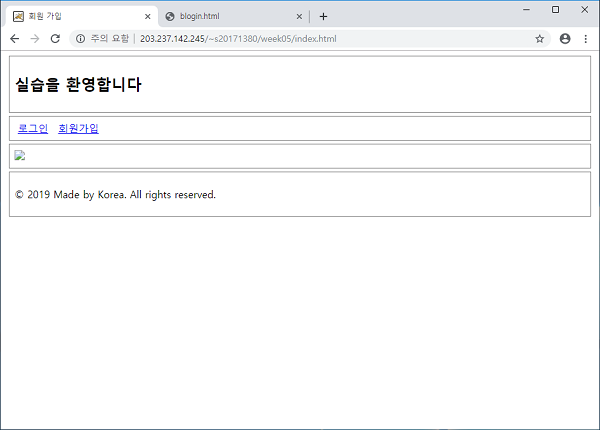 회원 가입
blogin.html
주의 요함 | 203.237.142.245/~s20171380/week05/index.html
실습을 환영합니다
로그인 회원가입
© 2019 Made by Korea. All rights reserved.